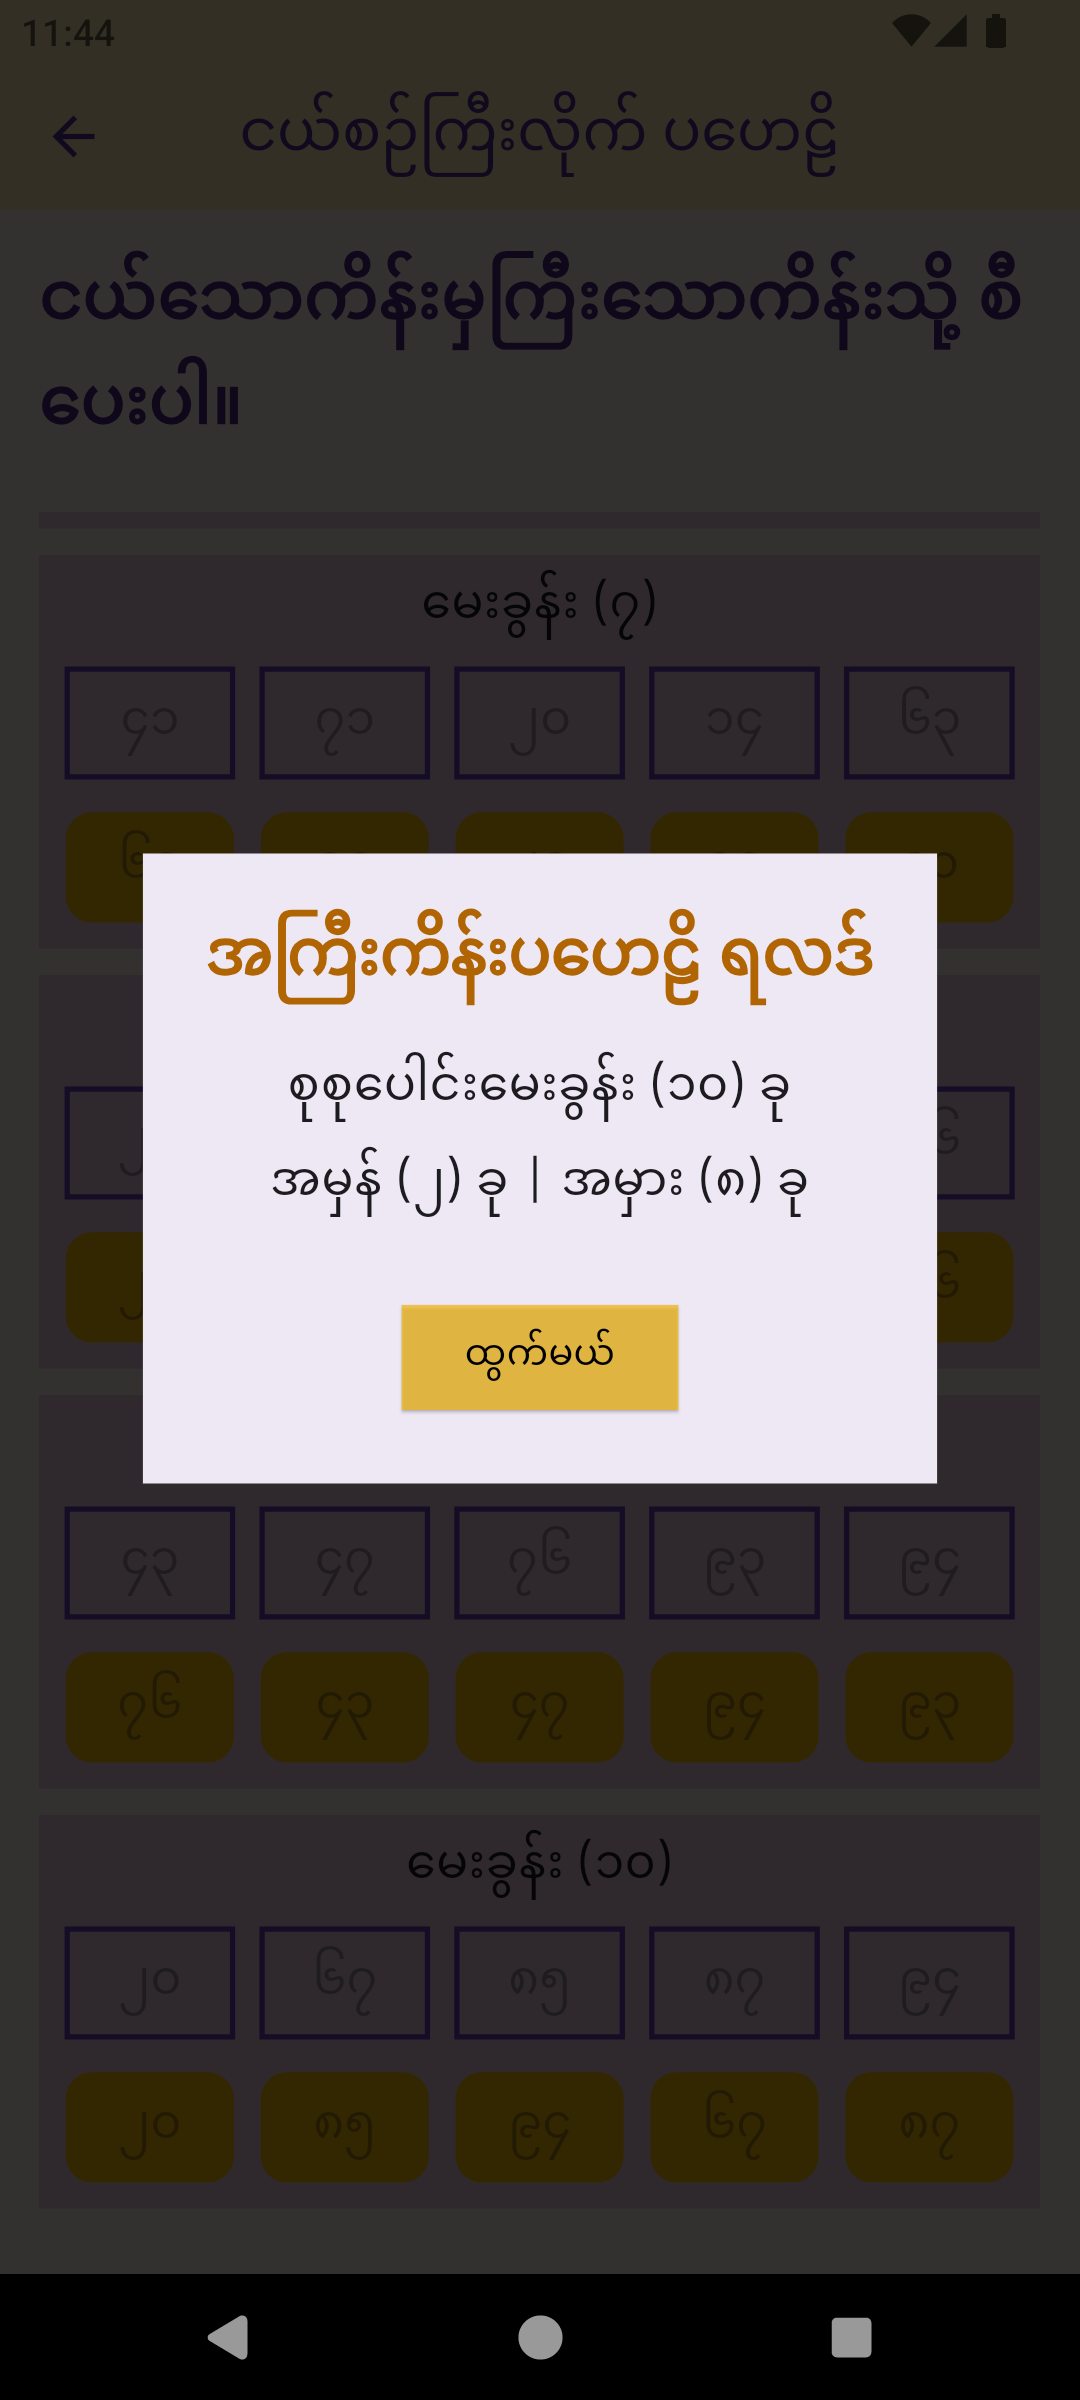 11:44
ငယ်စဉ်ကြီးလိုက် ပဟေဠိ
ငယ်သောကိန်းမှကြီးသောကိန်းသို့ စီ
ပေးပါ။
မေးခွန်း (၇)
၄၁ ၇၁ ၂၀ ၁၄ ၆၃
အကြီးကိန်းပဟေဠိ ရလဒ်
စုစုပေါင်းမေးခွန်း (၁၀) ခု
အမှန် (၂) ခု | အမှား (၈) ခု
ထွက်မယ်
၄၃ ၄၇ ၇၆ ၉၃ ၉၄
၇၆ ၄၃ ၄၇ ၉၄ ၉၃
မေးခွန်း (၁၀)
၂၀ ၆၇ ၈၅ ၈၇ ၉၄
၂၀ ၈၅ ၉၄ ၆၇ ၈၇